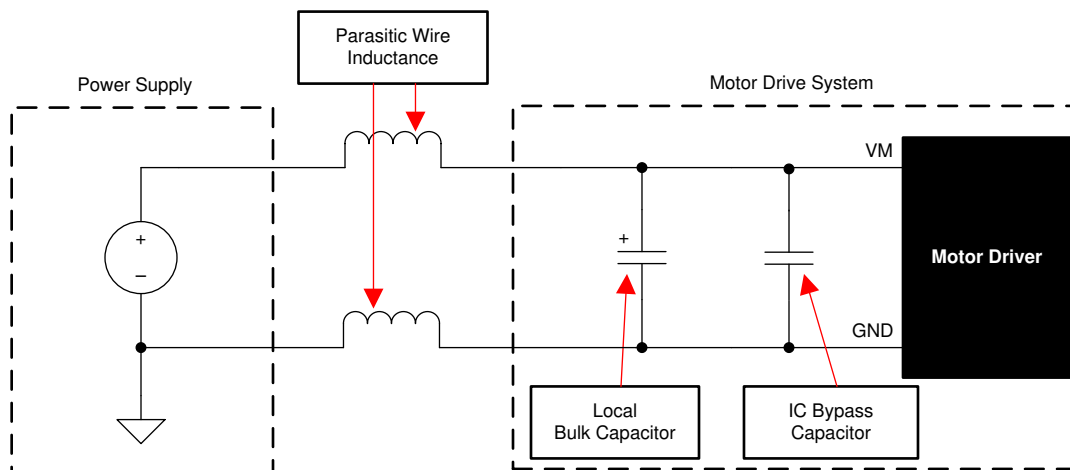 Parasitic Wire
Inductance
Power Supply
Motor Drive System
VM
+
−
+
Motor Driver
GND
Local
Bulk Capacitor
IC Bypass
Capacitor